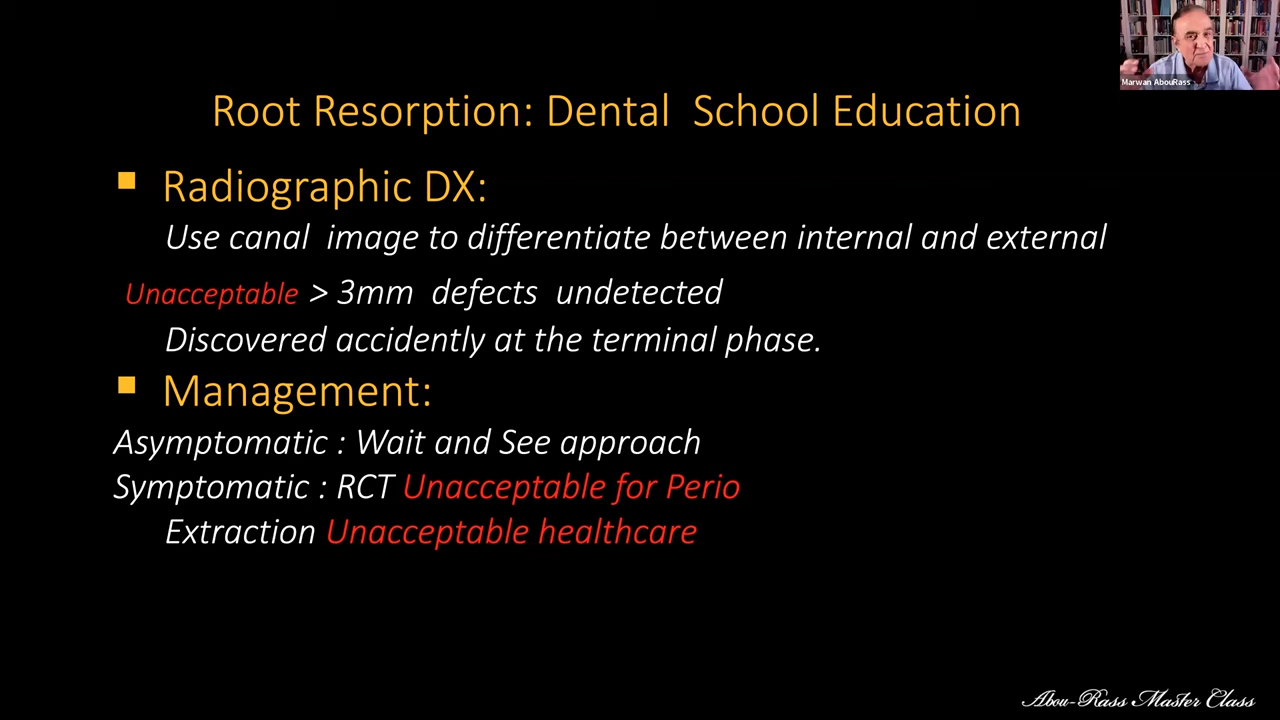 Marwan AbouRass
Root Resorption: Dental School Education
▪ Radiographic DX:
Use canal image to differentiate between internal and external
Unacceptable > 3mm defects undetected
Discovered accidently at the terminal phase.
▪ Management:
Asymptomatic : Wait and See approach
Symptomatic : RCT Unacceptable for Perio
Extraction Unacceptable healthcare
Abou-Rass Master Class